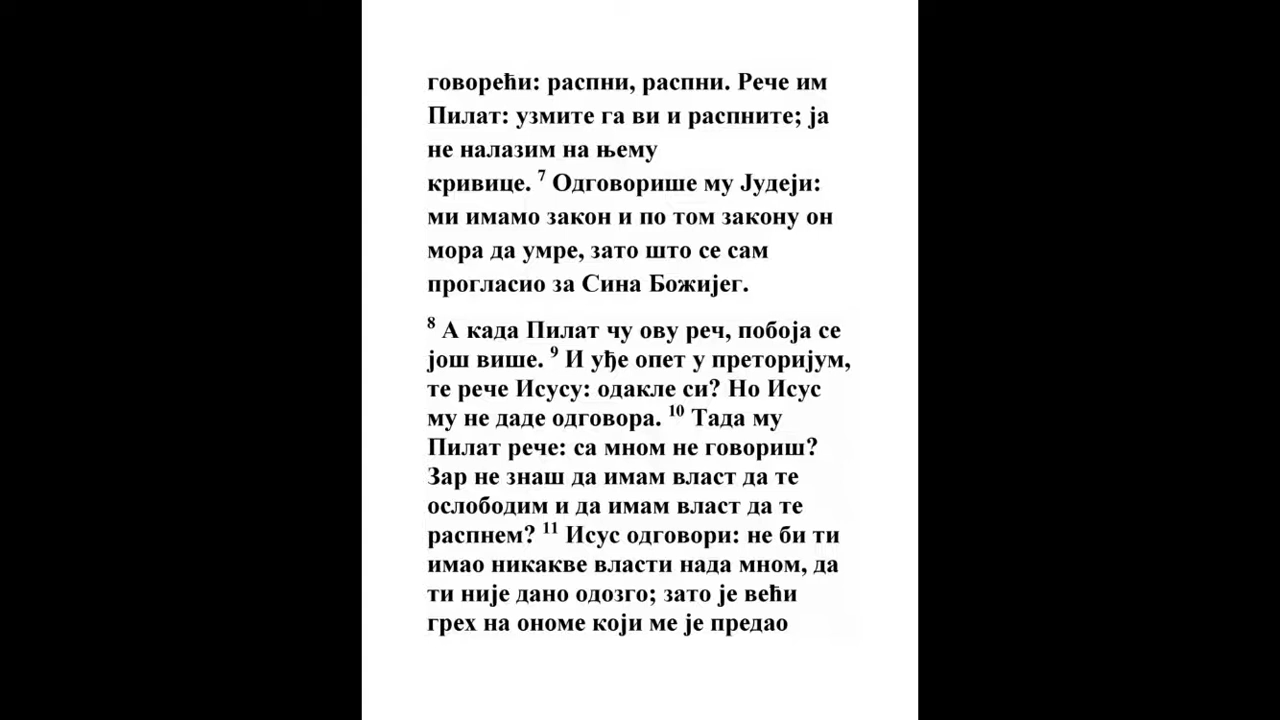 говорећи: распни, распни. Рече им
Пилат: узмите га ви и распните; ја
не налазим на њему
кривице. 7 Одговорише му Јудеји:
ми имамо закон и по том закону он
мора да умре, зато што се сам
прогласио за Сина Божијег.
8 А када Пилат чу ову реч, побоја се
још више. 9 И уђе опет у преторијум,
те рече Исусу: одакле си? Но Исус
му не даде одговора. 10 Тада му
Пилат рече: са мном не говориш?
Зар не знаш да имам власт да те
ослободим и да имам власт да те
распнем? 11 Исус одговори: не би ти
имао никакве власти нада мном, да
ти није дано одозго; зато је већи
грех на ономе који ме је предао